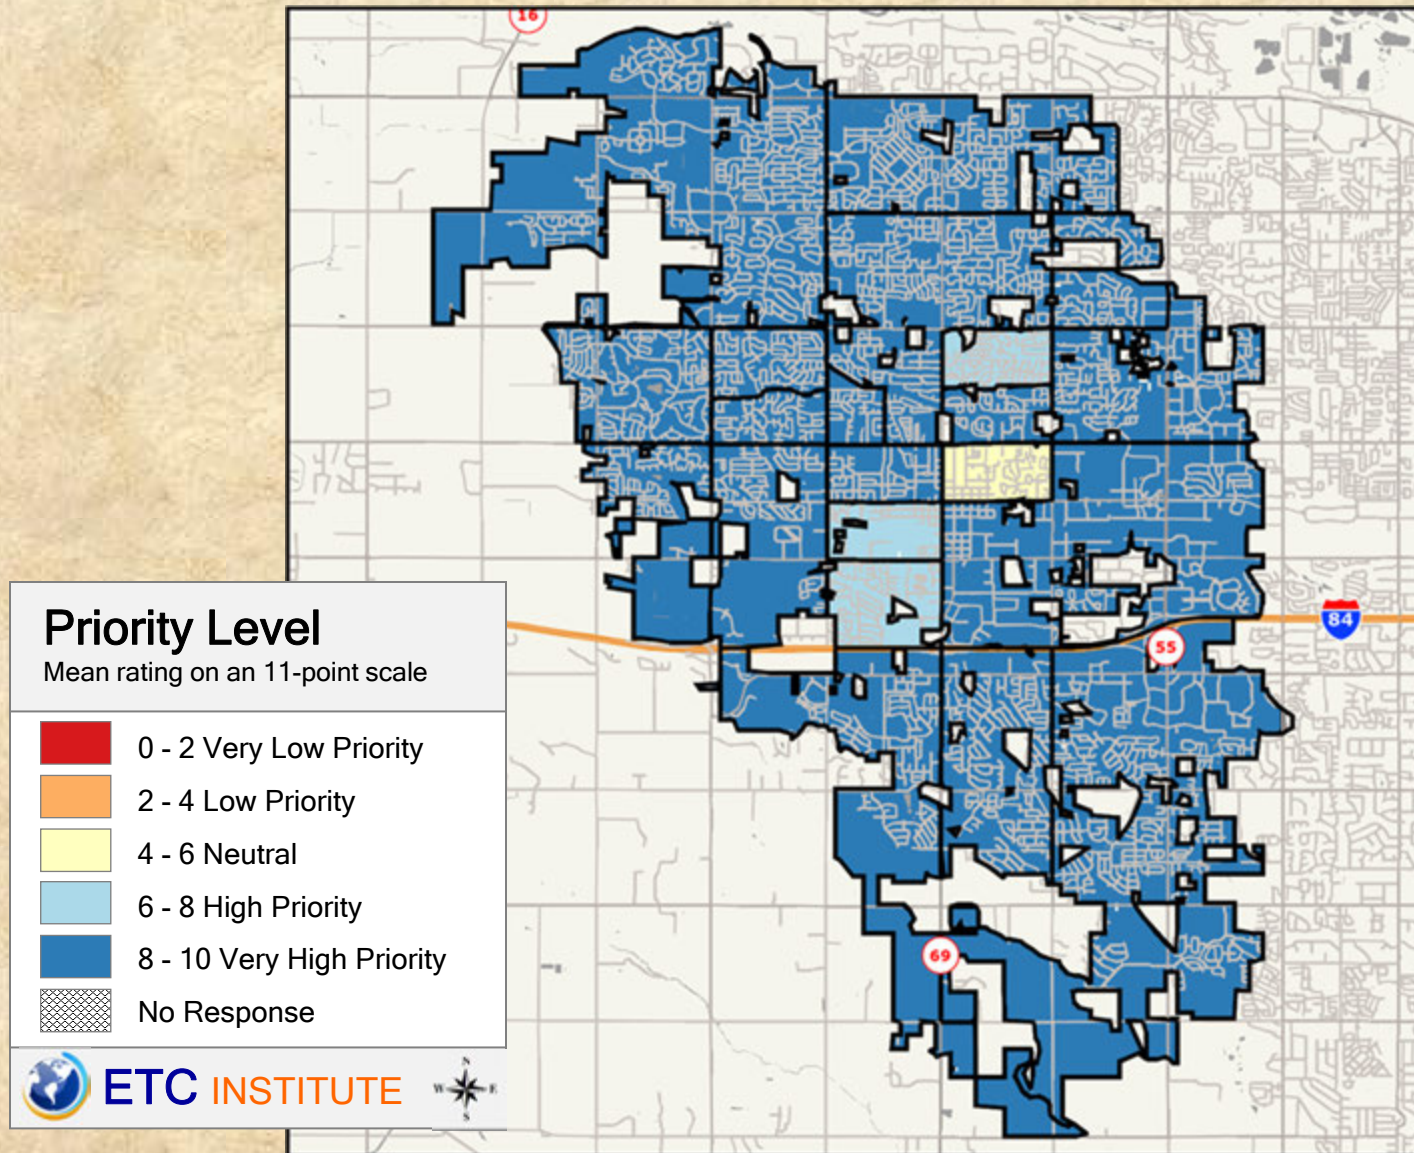 16
84
55
69
Priority Level
Mean rating on an 11-point scale
0 - 2 Very Low Priority
2 - 4 Low Priority
4 - 6 Neutral
6 - 8 High Priority
8 - 10 Very High Priority
No Response
ETC INSTITUTE
N
W E
S